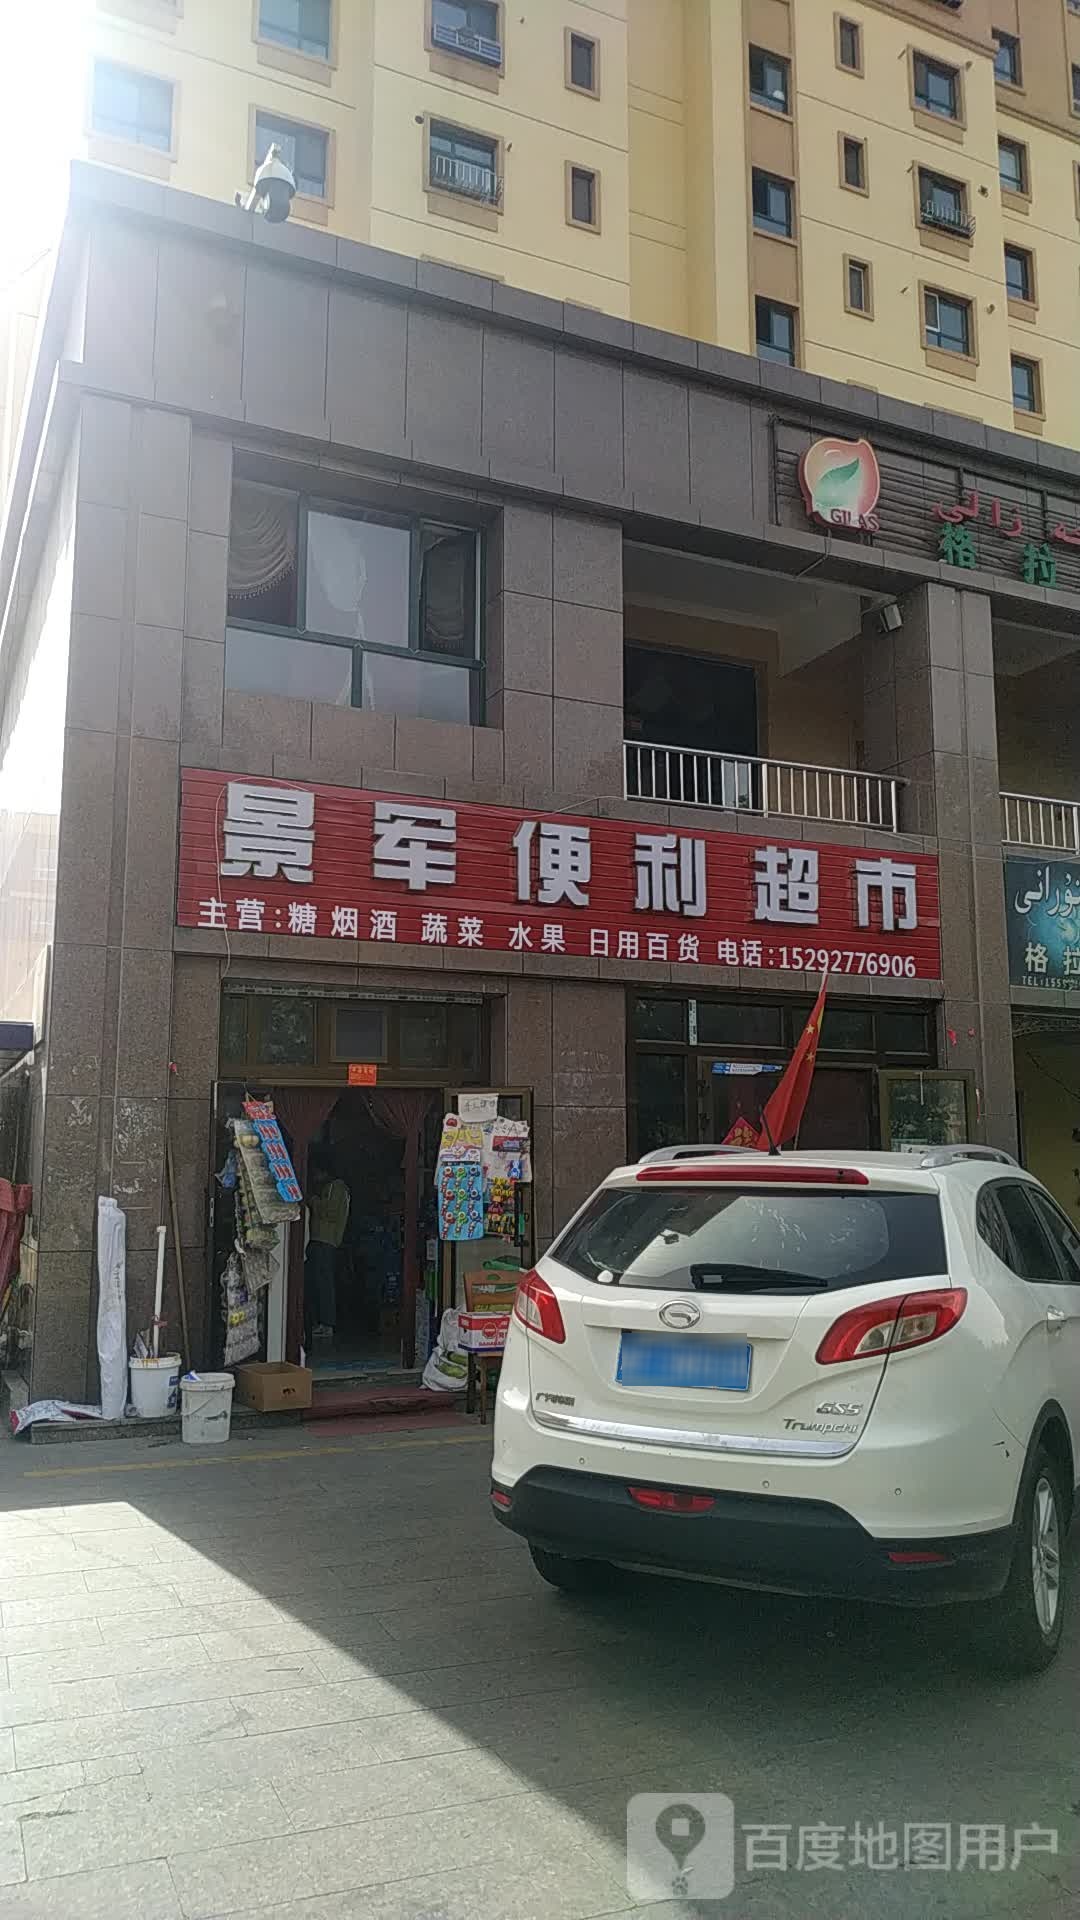 GILAS
格拉
景军便利超市
主营:糖 烟 酒 蔬菜 水果 日用百货 电话:15292776906
格拉
GS5
Trumpchi
百度地图用户